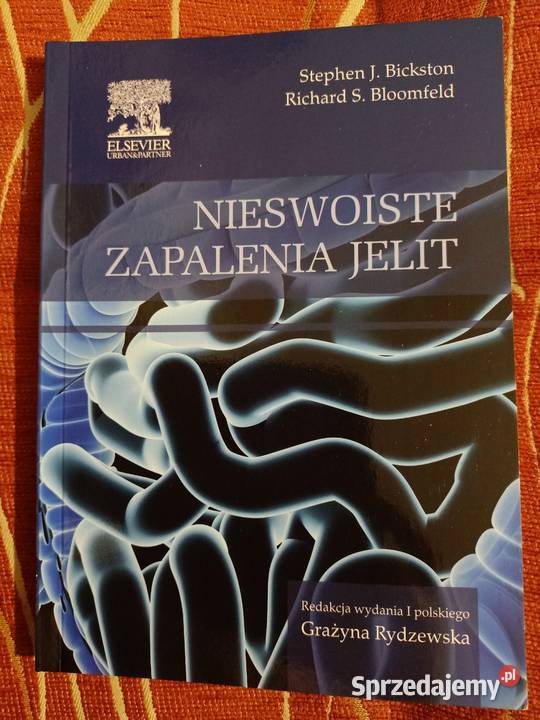 Stephen J. Bickston
Richard S. Bloomfeld
ELSEVIER
URBAN&PARTNER
NIESWOISTE
ZAPALENIA JELIT
Redakcja wydania I polskiego
Grażyna Rydzewska
Sprzedajemy.pl